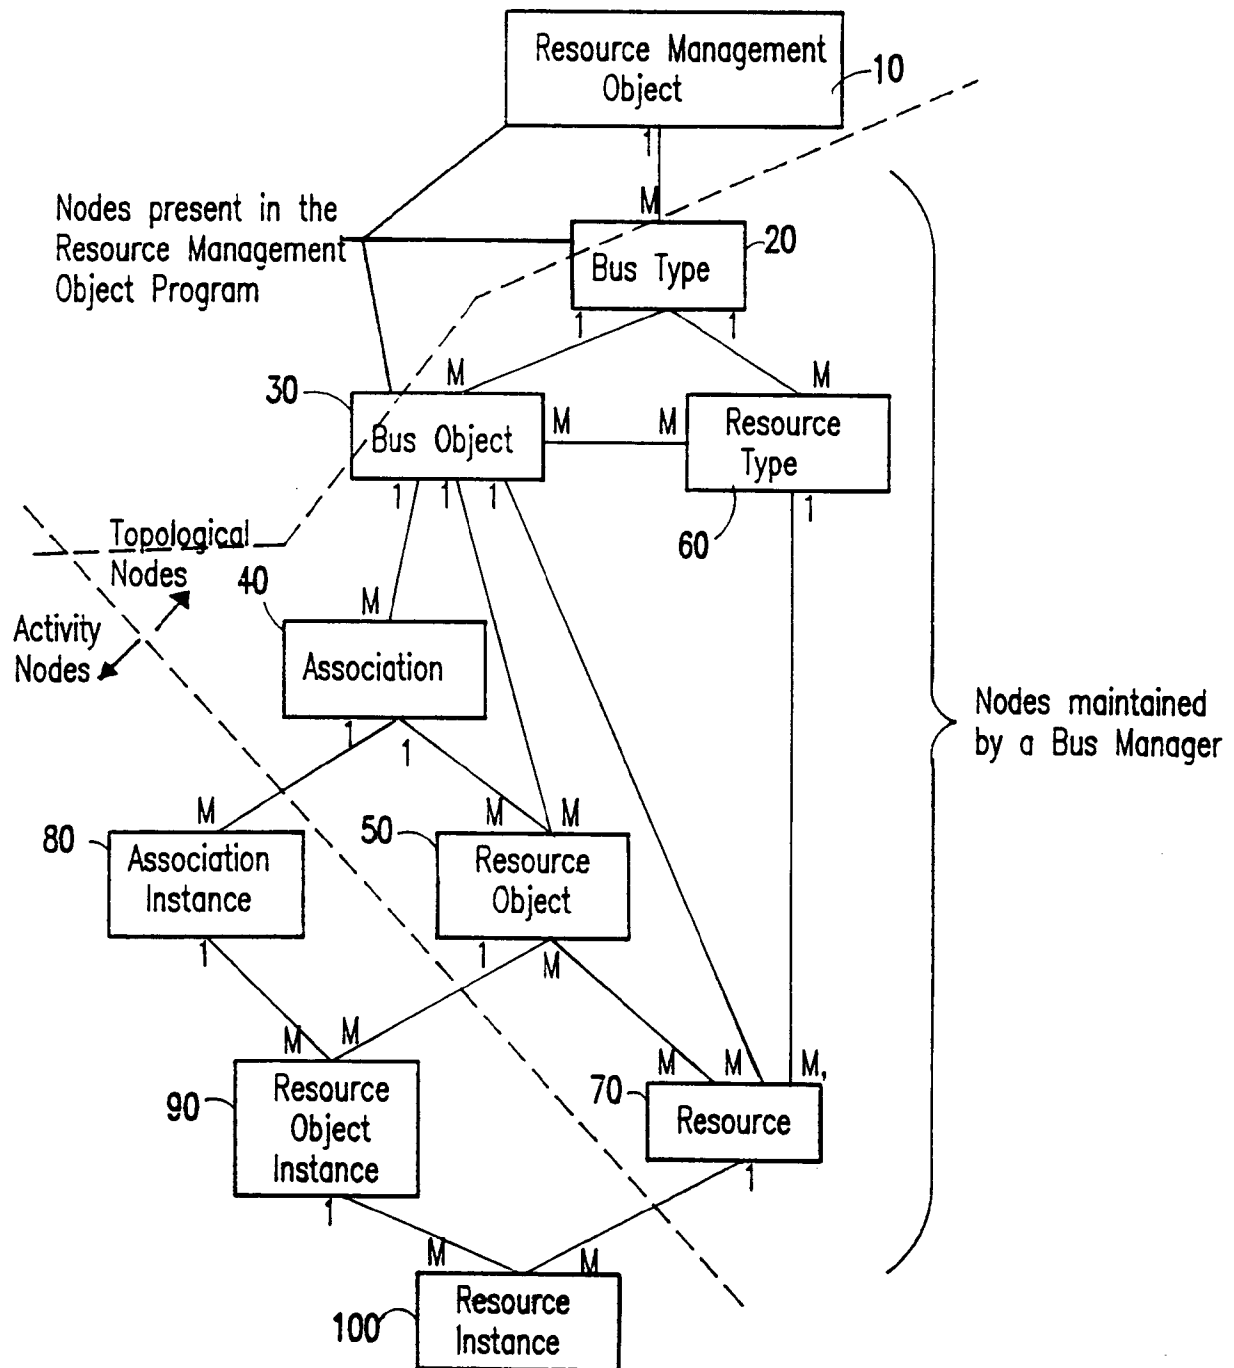 Resource Management
Object
10
1
M
Nodes present in the
Resource Management
Object Program
20
Bus Type
1 1
M M
30
Bus Object
M M
Resource
Type
1 1 1
1
60
Topological
Nodes
40
M
Activity
Nodes
Association
Nodes maintained
by a Bus Manager
1 1
M M M
80
50
Association
Instance
Resource
Object
1 1 M
M M M M M,
90
70
Resource
Object
Instance
Resource
1 1
M M
100
Resource
Instance